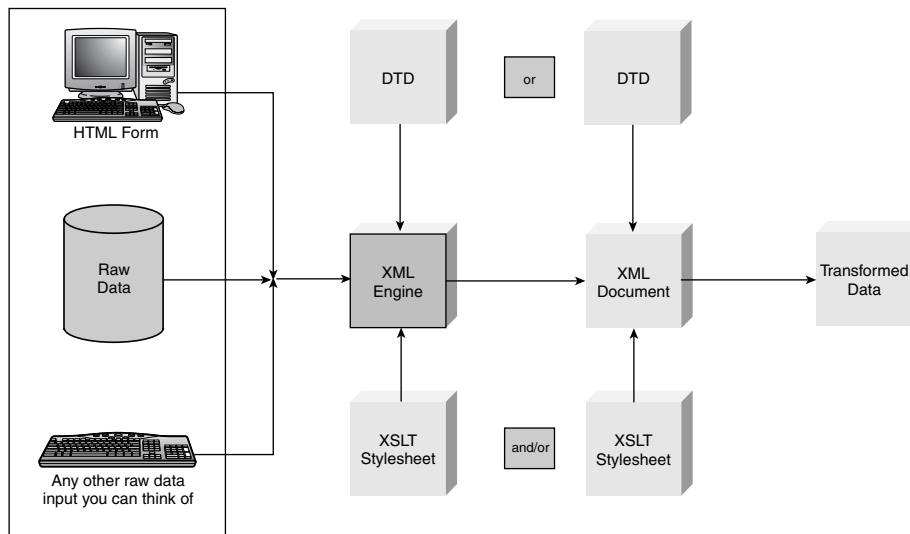 DTD
or
DTD
HTML Form
Raw
Data
XML
Engine
XML
Document
Transformed
Data
XSLT
Stylesheet
and/or
XSLT
Stylesheet
Any other raw data
input you can think of